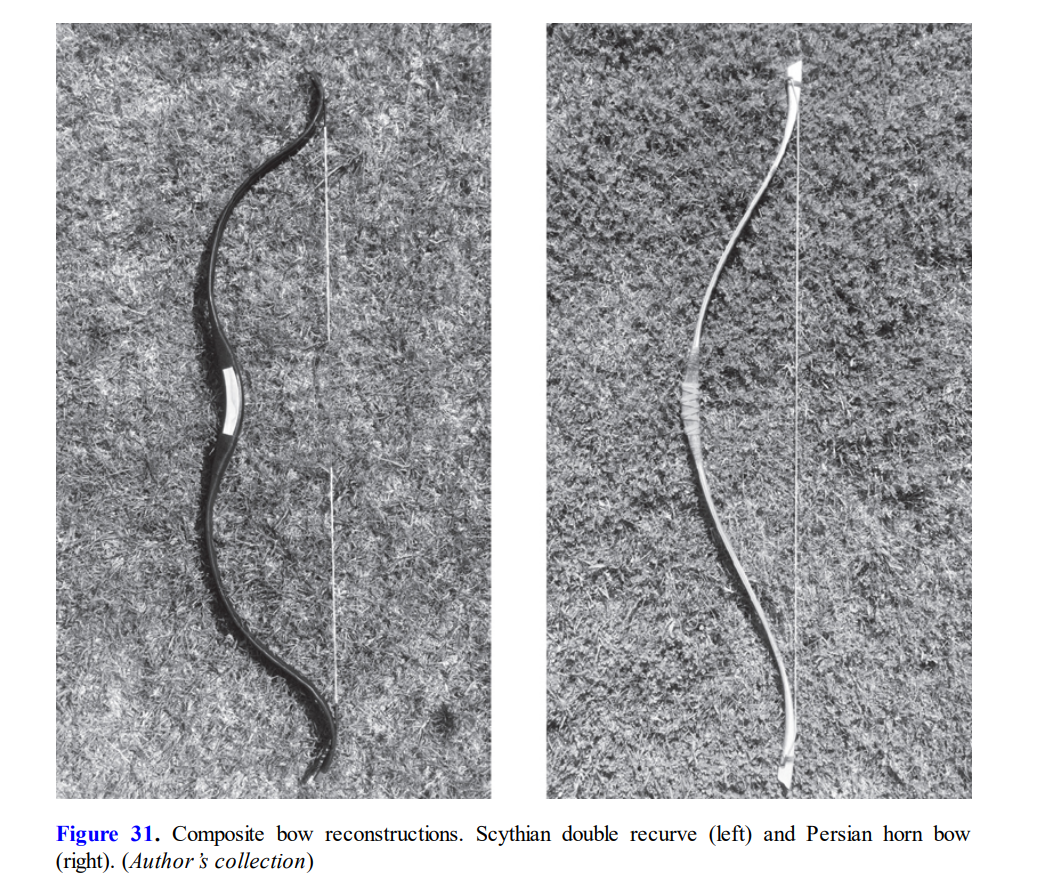 Figure 31. Composite bow reconstructions. Scythian double recurve (left) and Persian horn bow
(right). (Author's collection)